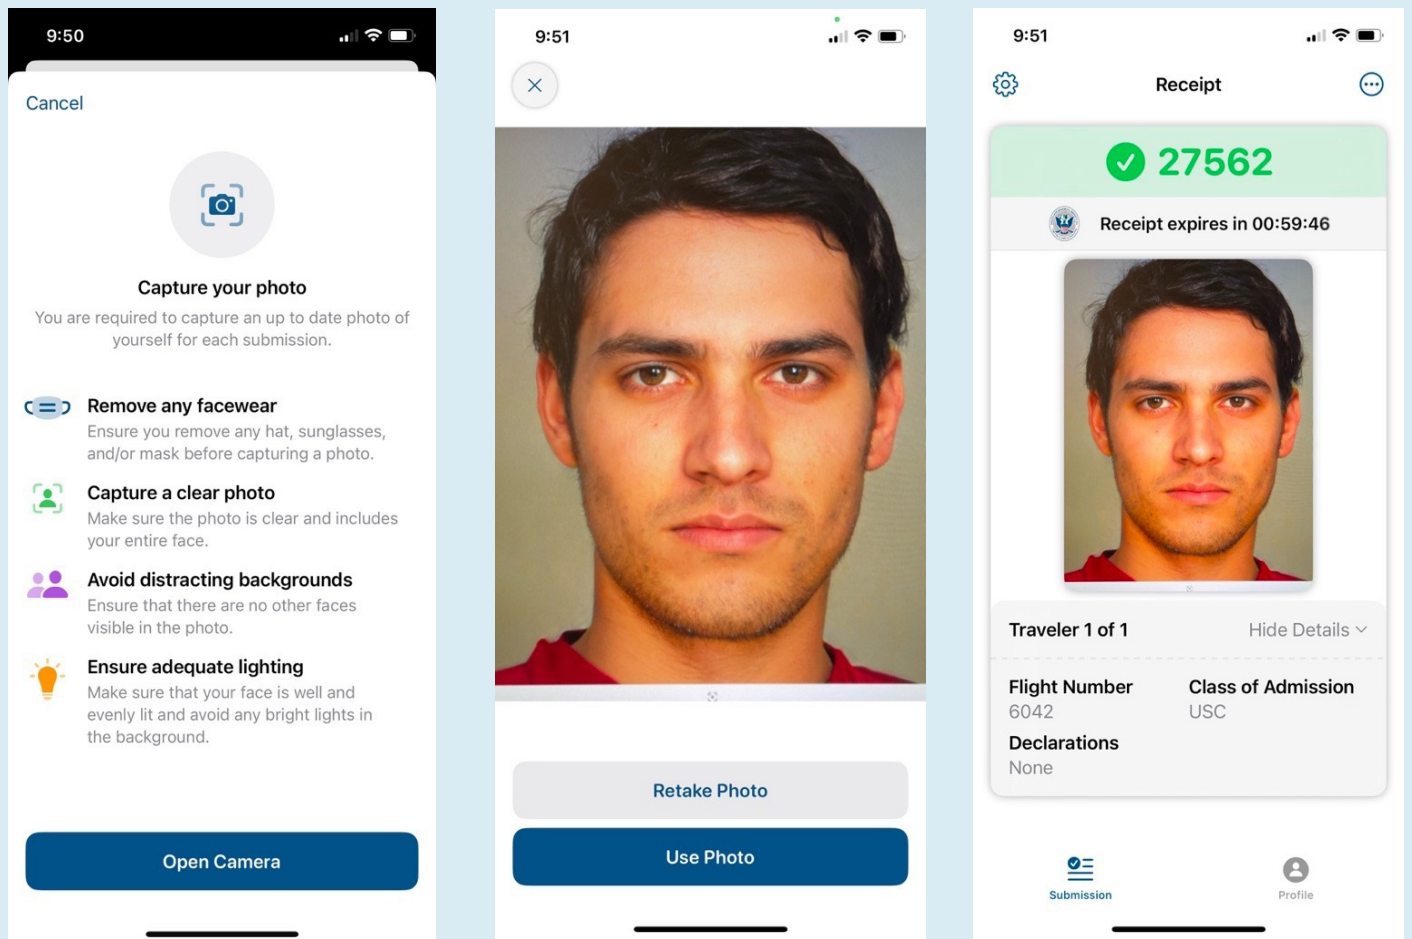 9:50
Cancel
Capture your photo
You are required to capture an up to date photo of
yourself for each submission.
Remove any facewear
Ensure you remove any hat, sunglasses,
and/or mask before capturing a photo.
Capture a clear photo
Make sure the photo is clear and includes
your entire face.
Avoid distracting backgrounds
Ensure that there are no other faces
visible in the photo.
Ensure adequate lighting
Make sure that your face is well and
evenly lit and avoid any bright lights in
the background.
Open Camera
9:51
Retake Photo
Use Photo
9:51
Receipt
27562
Receipt expires in 00:59:46
Traveler 1 of 1 Hide Details
Flight Number Class of Admission
6042 USC
Declarations
None
Submission Profile